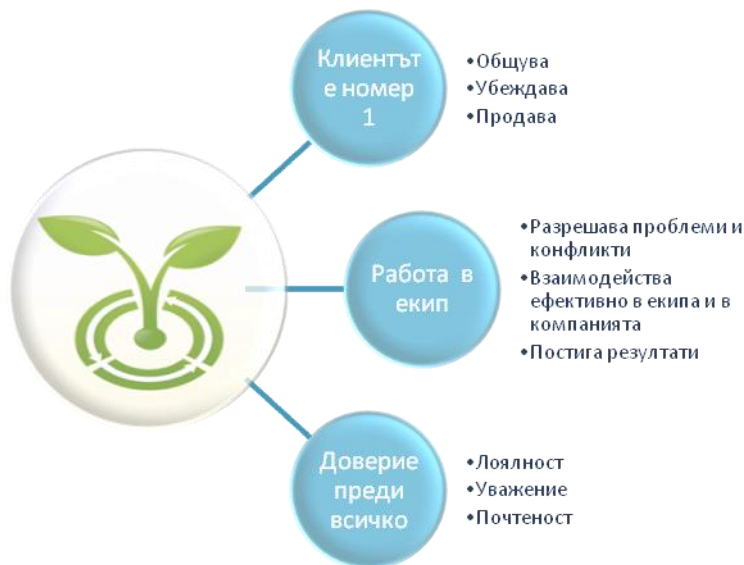 Клиентът
е номер
1
•Общува
•Убеждава
•Продава
Работа в
екип
•Разрешава проблеми и
конфликти
•Взаимодейства
ефективно в екипа и в
компанията
•Постига резултати
Доверие
преди
всичко
•Лоялност
•Уважение
•Почтеност